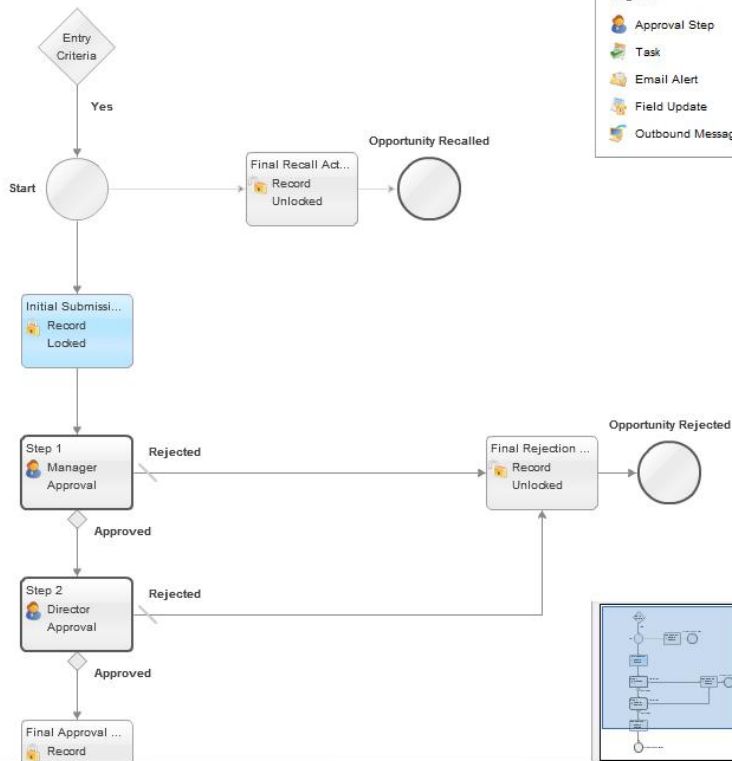 Entry
Criteria
Approval Step
Task
Email Alert
Field Update
Outbound Messag
Yes
Opportunity Recalled
Start
Final Recall Act...
Record
Unlocked
Initial Submissi...
Record
Locked
Opportunity Rejected
Step 1
Manager
Approval
Rejected
Final Rejection ...
Record
Unlocked
Approved
Step 2
Director
Approval
Rejected
Approved
Final Approval ...
Record